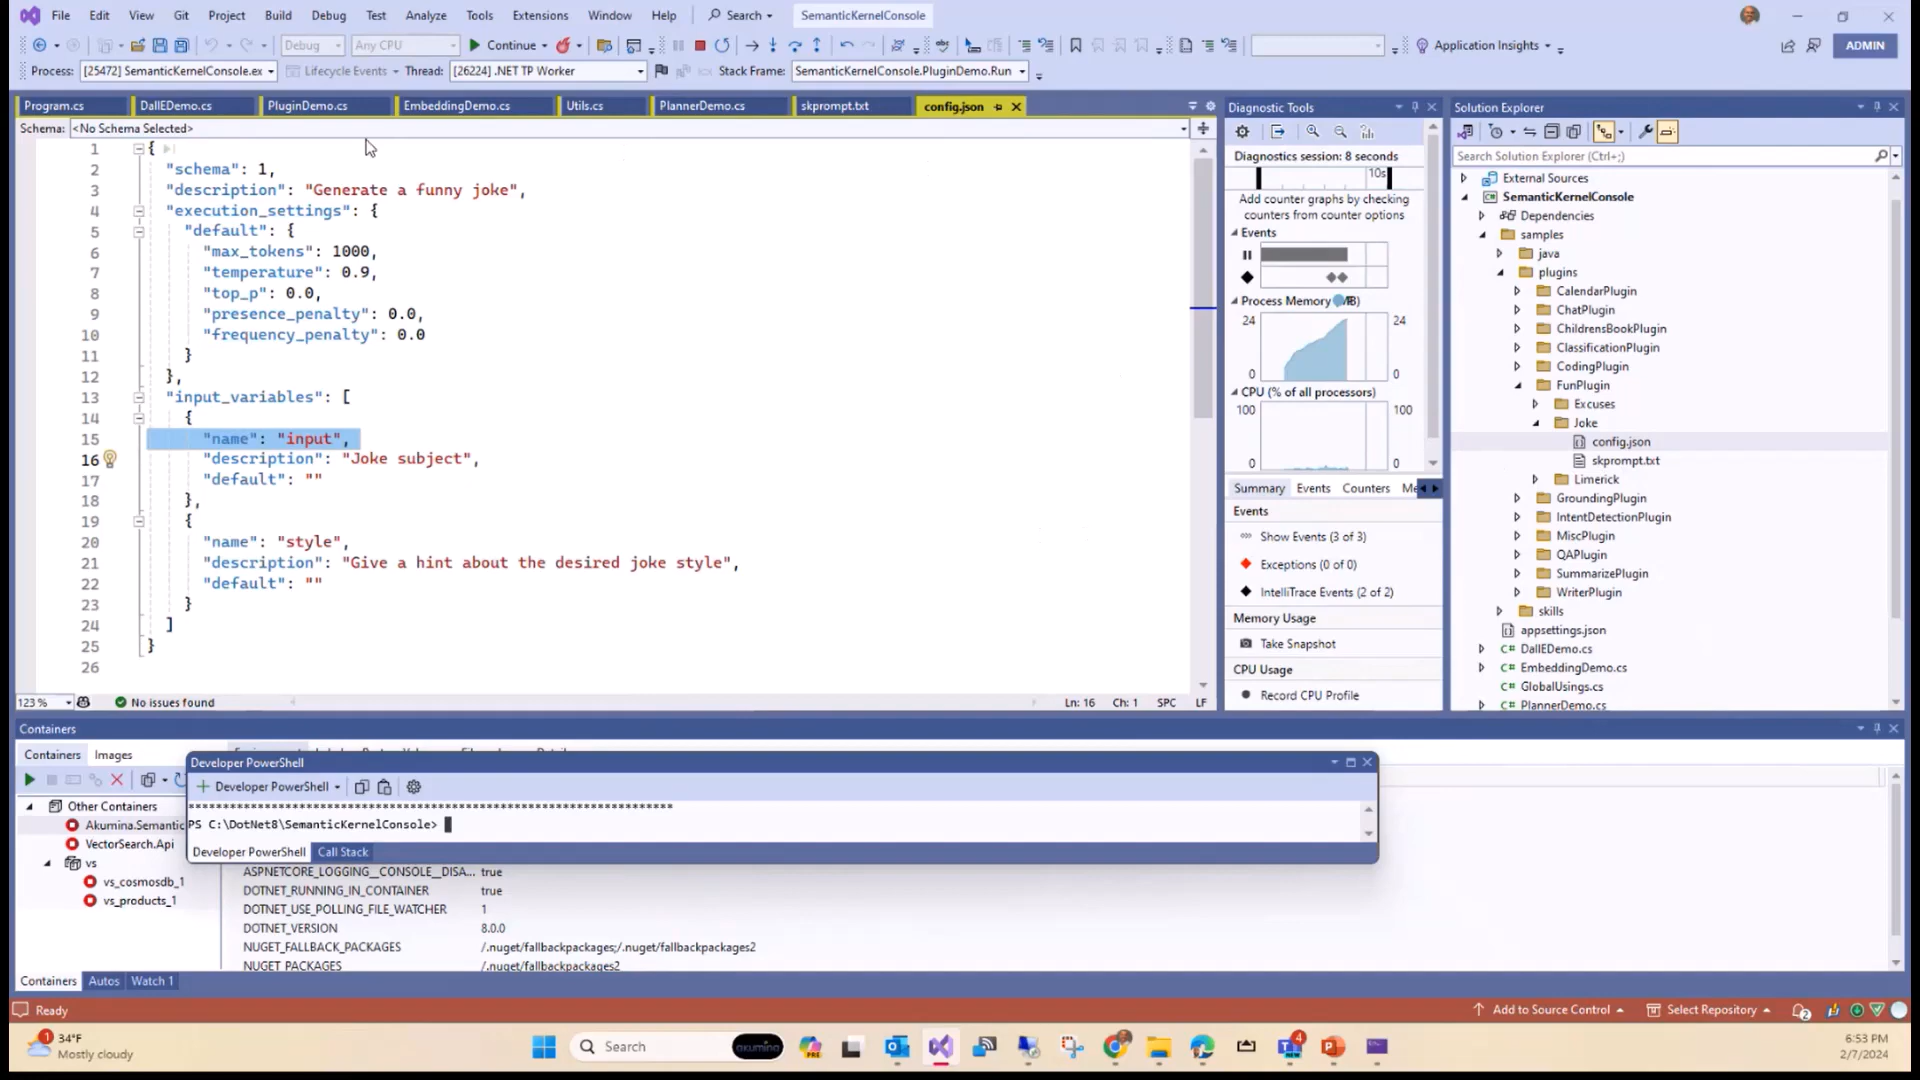 File Edit View Git Project Build Debug Test Analyze Tools Extensions Window Help Search SemanticKernelConsole
Debug Any CPU Continue Application Insights ADMIN
Process: [25472] SemanticKernelConsole.ex Lifecycle Events Thread: [26224] .NET TP Worker Stack Frame: SemanticKernelConsole.PluginDemo.Run
Program.cs DallEDemo.cs PluginDemo.cs EmbeddingDemo.cs Utils.cs PlannerDemo.cs skprompt.txt config.json
Schema: <No Schema Selected>
1 {
2 "schema": 1,
3 "description": "Generate a funny joke",
4 "execution_settings": {
5 "default": {
6 "max_tokens": 1000,
7 "temperature": 0.9,
8 "top_p": 0.0,
9 "presence_penalty": 0.0,
10 "frequency_penalty": 0.0
11 }
12 },
13 "input_variables": [
14 {
15 "name": "input",
16 "description": "Joke subject",
17 "default": ""
18 },
19 {
20 "name": "style",
21 "description": "Give a hint about the desired joke style",
22 "default": ""
23 }
24 ]
25 }
26
123 % No issues found Ln: 16 Ch: 1 SPC LF
Diagnostic Tools
Diagnostics session: 8 seconds
10s
Add counter graphs by checking
counters from counter options
Events
Process Memory
24 24
0 0
CPU (% of all processors)
100 100
0 0
Summary Events Counters Me
Events
Show Events (3 of 3)
Exceptions (0 of 0)
IntelliTrace Events (2 of 2)
Memory Usage
Take Snapshot
CPU Usage
Record CPU Profile
Solution Explorer
Search Solution Explorer (Ctrl+;)
External Sources
SemanticKernelConsole
Dependencies
samples
java
plugins
CalendarPlugin
ChatPlugin
ChildrensBookPlugin
ClassificationPlugin
CodingPlugin
FunPlugin
Excuses
Joke
config.json
skprompt.txt
Limerick
GroundingPlugin
IntentDetectionPlugin
MiscPlugin
QAPlugin
SummarizePlugin
WriterPlugin
skills
appsettings.json
C# DallEDemo.cs
C# EmbeddingDemo.cs
C# GlobalUsings.cs
C# PlannerDemo.cs
Containers
Containers Images
Other Containers
Akumina.Semantic
VectorSearch.Api
vs
vs_cosmosdb_1
vs_products_1
Developer PowerShell
Developer PowerShell
**********************************************************************
PS C:\DotNet8\SemanticKernelConsole>
Developer PowerShell Call Stack
ASPNETCORE_LOGGING__CONSOLE__DISA... true
DOTNET_RUNNING_IN_CONTAINER true
DOTNET_USE_POLLING_FILE_WATCHER 1
DOTNET_VERSION 8.0.0
NUGET_FALLBACK_PACKAGES /.nuget/fallbackpackages;/.nuget/fallbackpackages2
NUGET_PACKAGES /.nuget/fallbackpackages2
Containers Autos Watch 1
Ready Add to Source Control Select Repository 2
1 34°F
Mostly cloudy
Search akumina PRE 4
6:53 PM
2/7/2024